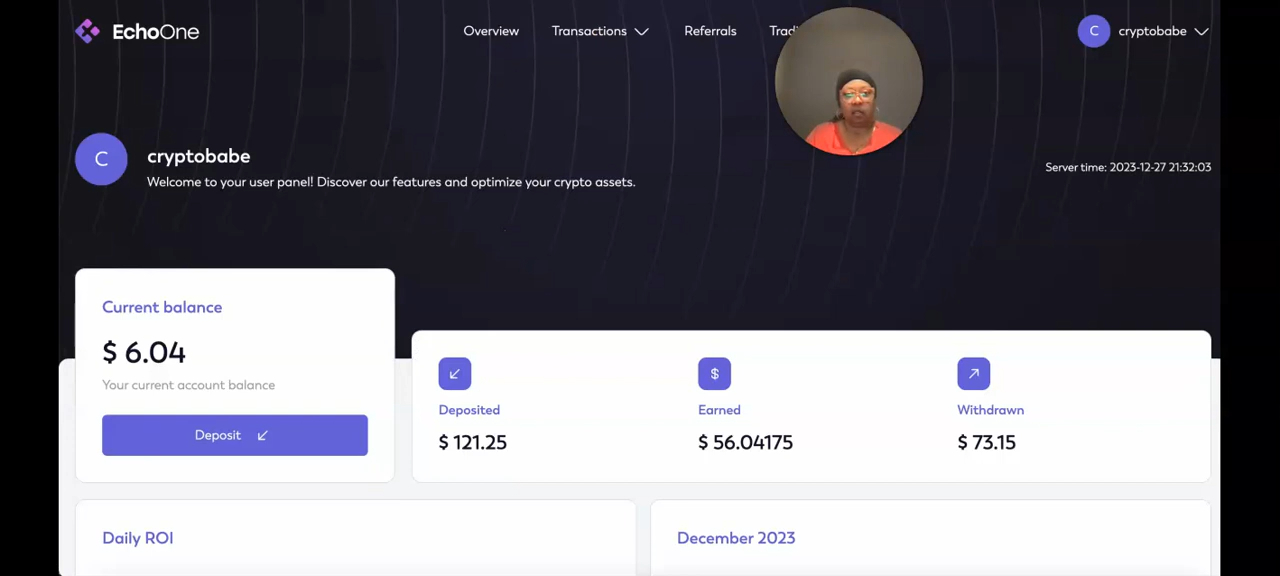 EchoOne
Overview
Transactions
Referrals
C
cryptobabe
C
cryptobabe
Welcome to your user panel! Discover our features and optimize your crypto assets.
Server time: 2023-12-27 21:32:03
Current balance
$ 6.04
Your current account balance
Deposit
$
Deposited
Earned
Withdrawn
$ 121.25
$ 56.04175
$ 73.15
Daily ROI
December 2023